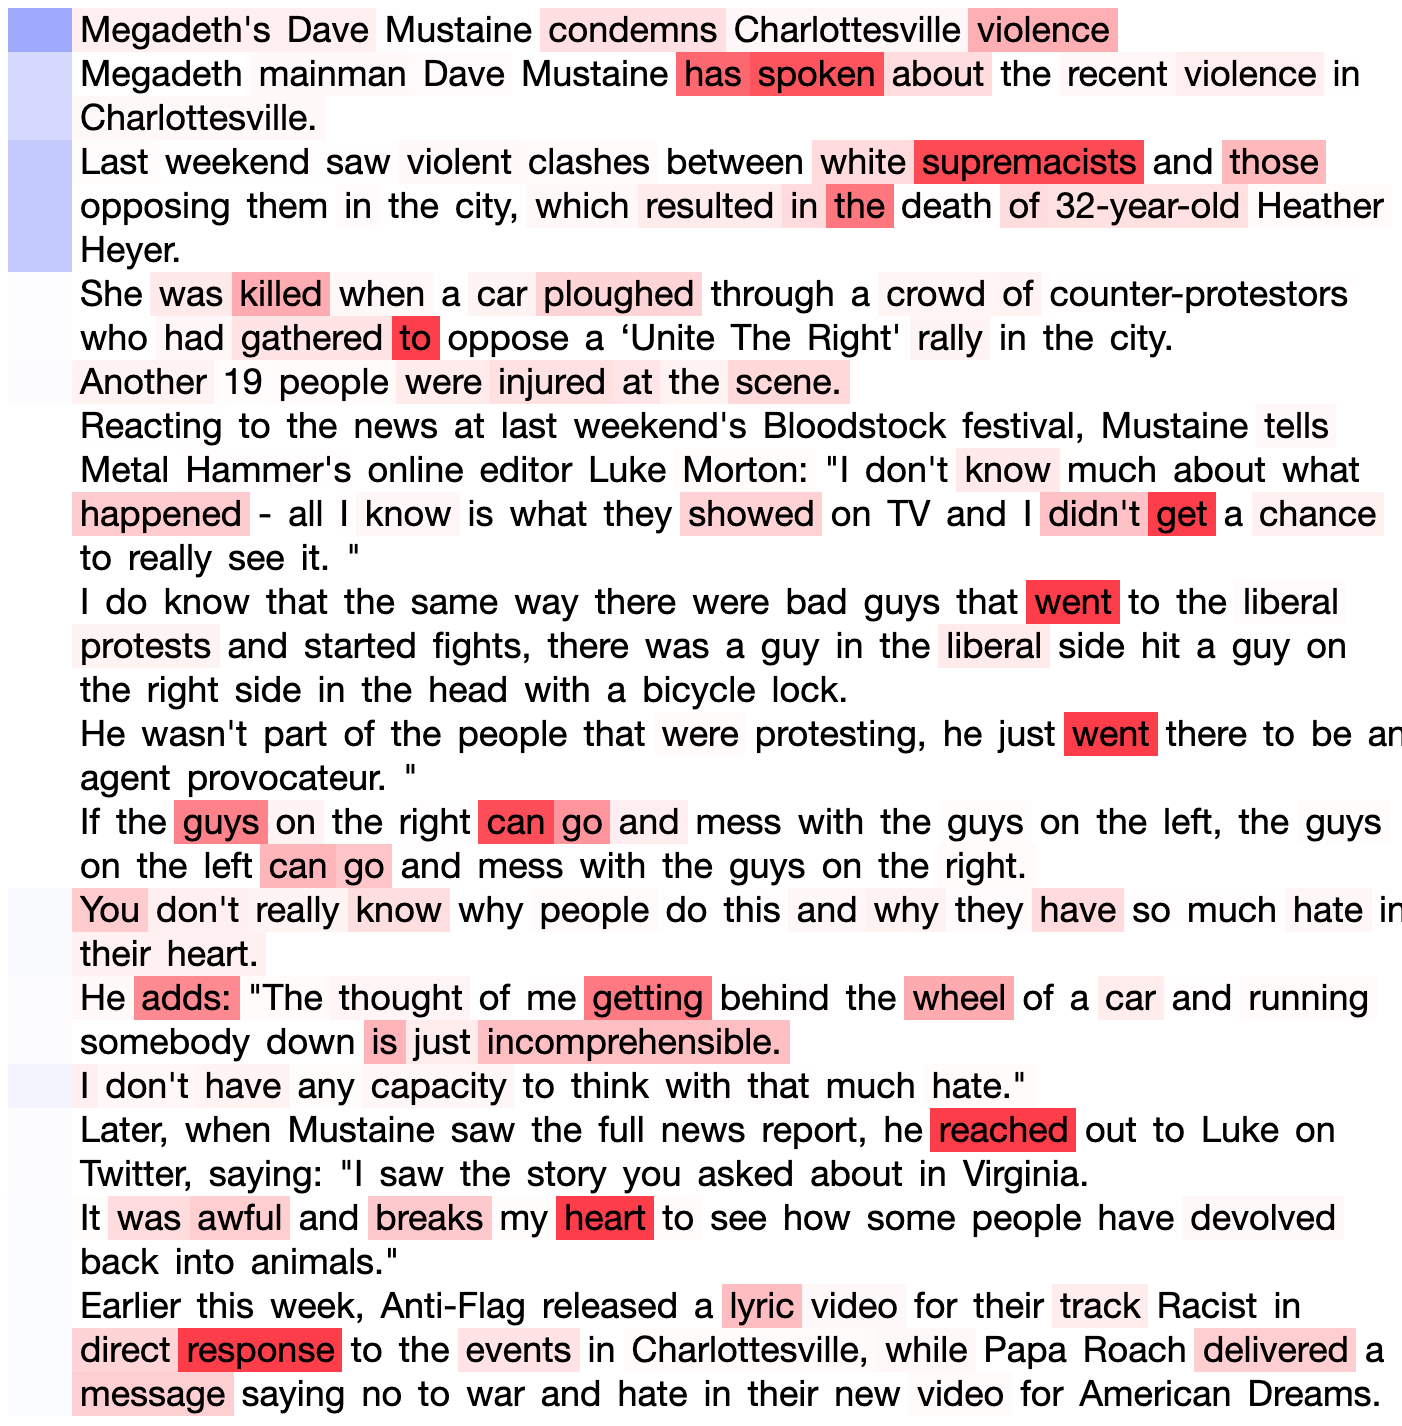 Megadeth's Dave Mustaine condemns Charlottesville violence
Megadeth mainman Dave Mustaine has spoken about the recent violence in
Charlottesville.
Last weekend saw violent clashes between white supremacists and those
opposing them in the city, which resulted in the death of 32-year-old Heather
Heyer.
She was killed when a car ploughed through a crowd of counter-protestors
who had gathered to oppose a ‘Unite The Right' rally in the city.
Another 19 people were injured at the scene.
Reacting to the news at last weekend's Bloodstock festival, Mustaine tells
Metal Hammer's online editor Luke Morton: "I don't know much about what
happened - all I know is what they showed on TV and I didn't get a chance
to really see it. "
I do know that the same way there were bad guys that went to the liberal
protests and started fights, there was a guy in the liberal side hit a guy on
the right side in the head with a bicycle lock.
He wasn't part of the people that were protesting, he just went there to be an
agent provocateur. "
If the guys on the right can go and mess with the guys on the left, the guys
on the left can go and mess with the guys on the right.
You don't really know why people do this and why they have so much hate in
their heart.
He adds: "The thought of me getting behind the wheel of a car and running
somebody down is just incomprehensible.
I don't have any capacity to think with that much hate."
Later, when Mustaine saw the full news report, he reached out to Luke on
Twitter, saying: "I saw the story you asked about in Virginia.
It was awful and breaks my heart to see how some people have devolved
back into animals."
Earlier this week, Anti-Flag released a lyric video for their track Racist in
direct response to the events in Charlottesville, while Papa Roach delivered a
message saying no to war and hate in their new video for American Dreams.